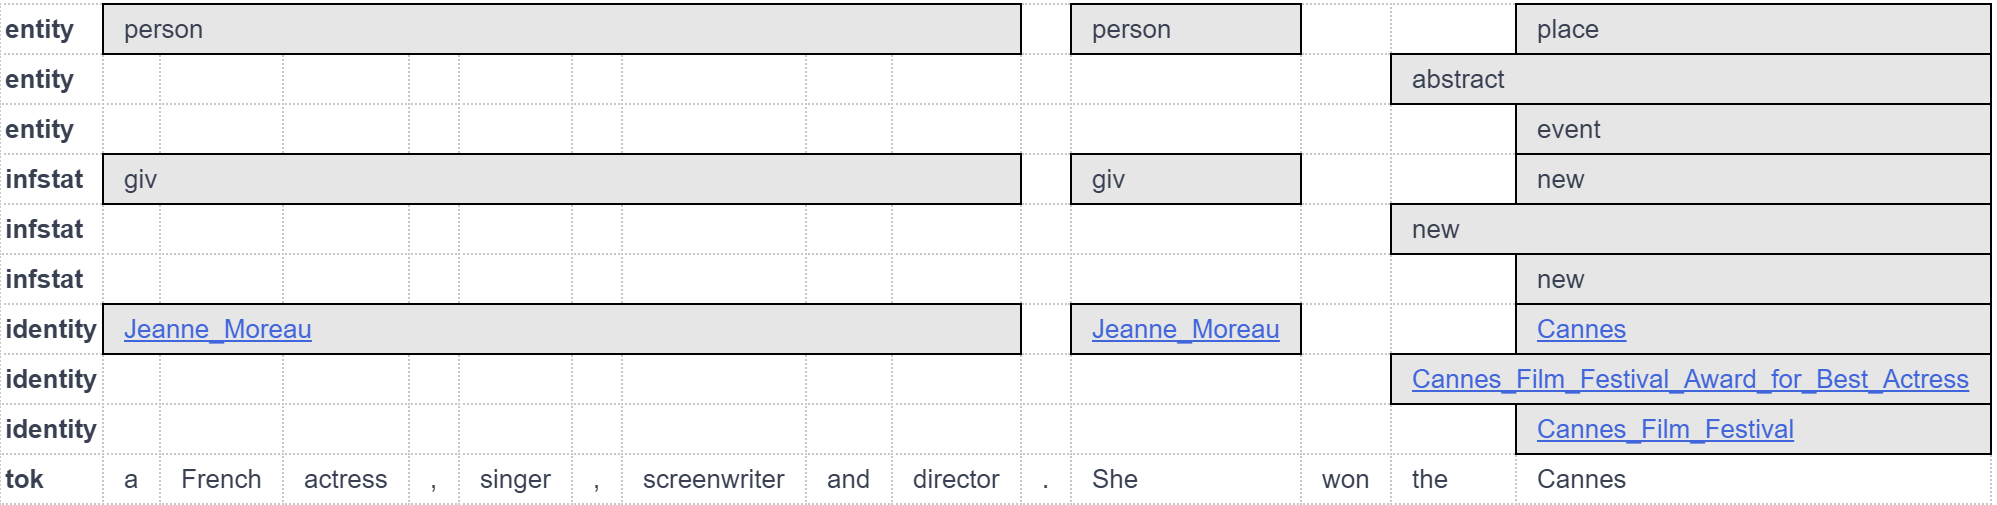 entity person person place
entity abstract
entity event
infstat giv giv new
infstat new
infstat new
identity Jeanne_Moreau Jeanne_Moreau Cannes
identity Cannes_Film_Festival_Award_for_Best_Actress
identity Cannes_Film_Festival
tok a French actress , singer , screenwriter and director . She won the Cannes